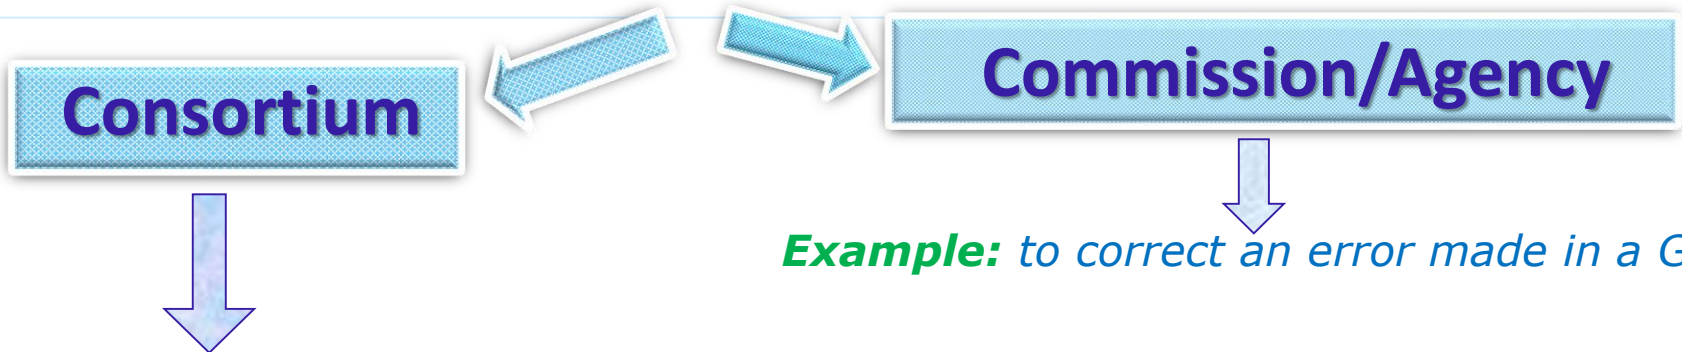 Consortium
Commission/Agency
Example: to correct an error made in a G